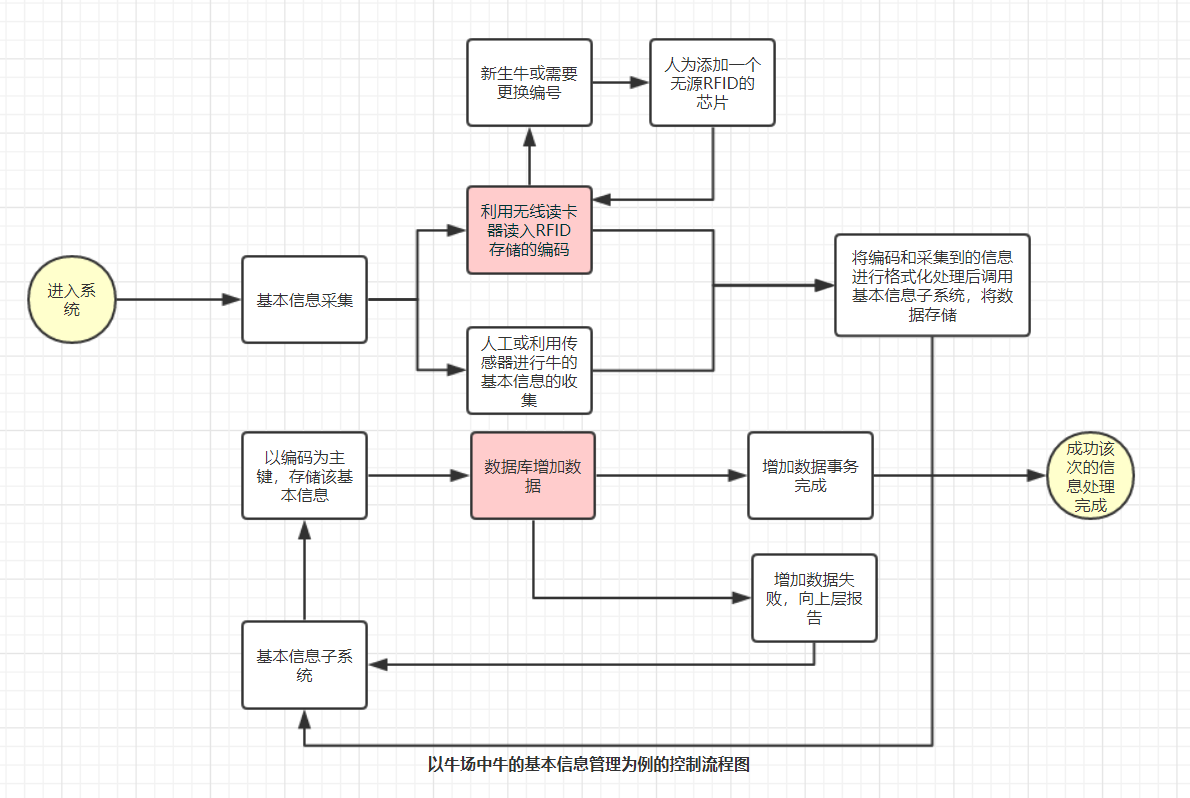 新生牛或需要
更换编号
人为添加一个
无源RFID的
芯片
利用无线读卡
器读入RFID
存储的编码
进入系
统
基本信息采集
人工或利用传
感器进行牛的
基本信息的收
集
将编码和采集到的信息
进行格式化处理后调用
基本信息子系统，将数
据存储
以编码为主
键，存储该基
本信息
数据库增加数
据
增加数据事务
完成
成功该
次的信
息处理
完成
增加数据失
败，向上层报
告
基本信息子系
统
以牛场中牛的基本信息管理为例的控制流程图